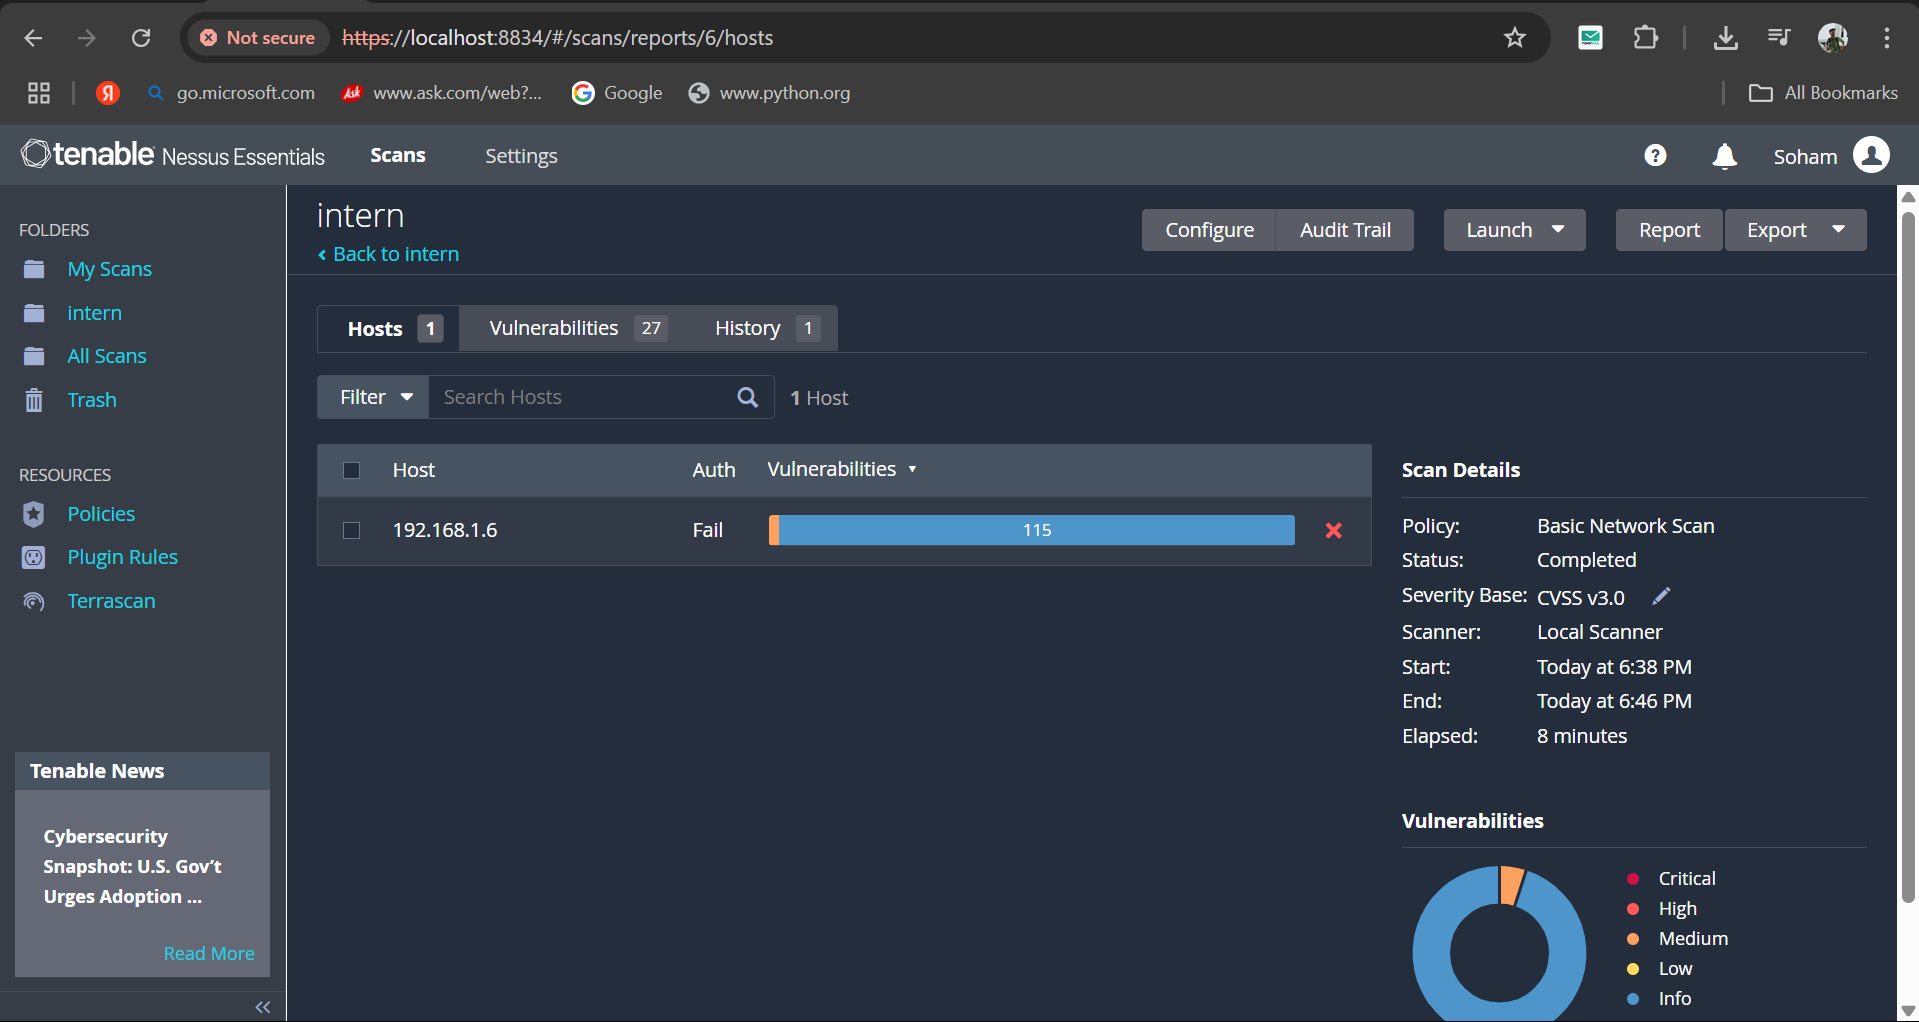 Not secure
https://localhost:8834/#/scans/reports/6/hosts
go.microsoft.com
Ask
www.ask.com/web?...
Google
www.python.org
All Bookmarks
tenable Nessus Essentials
Scans
Settings
Soham
FOLDERS
My Scans
intern
All Scans
Trash
RESOURCES
Policies
Plugin Rules
Terrascan
Tenable News
Cybersecurity
Snapshot: U.S. Gov't
Urges Adoption ...
Read More
intern
Back to intern
Configure
Audit Trail
Launch
Report
Export
Hosts 1
Vulnerabilities 27
History 1
Filter
Search Hosts
1 Host
Host Auth Vulnerabilities
192.168.1.6 Fail 115
Scan Details
Policy: Basic Network Scan
Status: Completed
Severity Base: CVSS v3.0
Scanner: Local Scanner
Start: Today at 6:38 PM
End: Today at 6:46 PM
Elapsed: 8 minutes
Vulnerabilities
Critical
High
Medium
Low
Info